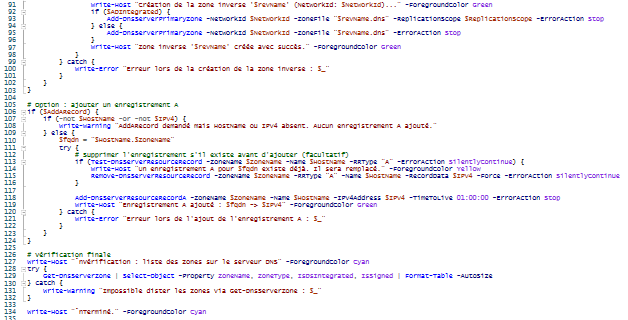 91 Write-Host "Création de la zone inverse '$revName' (NetworkId: $NetworkId)..." -ForegroundColor Green
92 if ($ADIntegrated) {
93 Add-DnsServerPrimaryZone -NetworkId $NetworkId -ZoneFile "$revName.dns" -ReplicationScope $ReplicationScope -ErrorAction Stop
94 } else {
95 Add-DnsServerPrimaryZone -NetworkId $NetworkId -ZoneFile "$revName.dns" -ErrorAction Stop
96 }
97 Write-Host "Zone inverse '$revName' créée avec succès." -ForegroundColor Green
98 }
99 } catch {
100 Write-Error "Erreur lors de la création de la zone inverse : $_"
101 }
102 }
103 }
104
105 # Option : ajouter un enregistrement A
106 if ($AddARecord) {
107 if (-not $HostName -or -not $IPv4) {
108 Write-Warning "AddARecord demandé mais HostName ou IPv4 absent. Aucun enregistrement A ajouté."
109 } else {
110 $fqdn = "$HostName.$ZoneName"
111 try {
112 # Supprimer l'enregistrement s'il existe avant d'ajouter (facultatif)
113 if (Test-DnsServerResourceRecord -ZoneName $ZoneName -Name $HostName -RRType "A" -ErrorAction SilentlyContinue) {
114 Write-Host "Un enregistrement A pour $fqdn existe déjà. Il sera remplacé." -ForegroundColor Yellow
115 Remove-DnsServerResourceRecord -ZoneName $ZoneName -RRType "A" -Name $HostName -RecordData $IPv4 -Force -ErrorAction SilentlyContinue
116
117 }
118 Add-DnsServerResourceRecordA -ZoneName $ZoneName -Name $HostName -IPv4Address $IPv4 -TimeToLive 01:00:00 -ErrorAction Stop
119 Write-Host "Enregistrement A ajouté : $fqdn -> $IPv4" -ForegroundColor Green
120 } catch {
121 Write-Error "Erreur lors de l'ajout de l'enregistrement A : $_"
122 }
123 }
124 }
125
126 # Vérification finale
127 Write-Host "`nVérification : liste des zones sur le serveur DNS" -ForegroundColor Cyan
128 try {
129 Get-DnsServerZone | Select-Object -Property ZoneName, ZoneType, IsDsIntegrated, IsSigned | Format-Table -AutoSize
130 } catch {
131 Write-Warning "Impossible dister les zones via Get-DnsServerZone : $_"
132 }
133
134 Write-Host "`nTerminé." -ForegroundColor Cyan
135